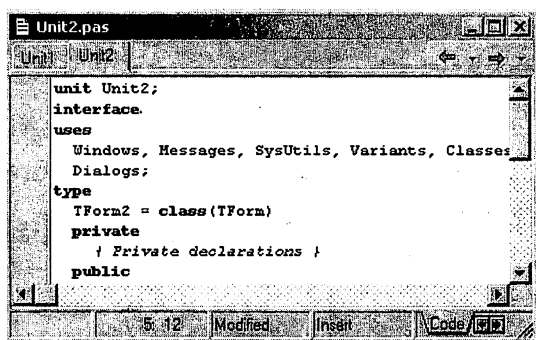 Unit2.pas
Unit1 Unit2
unit Unit2;
interface
uses
Windows, Messages, SysUtils, Variants, Classes
Dialogs;
type
TForm2 = class(TForm)
private
{ Private declarations }
public
5: 12 Modified Insert Code